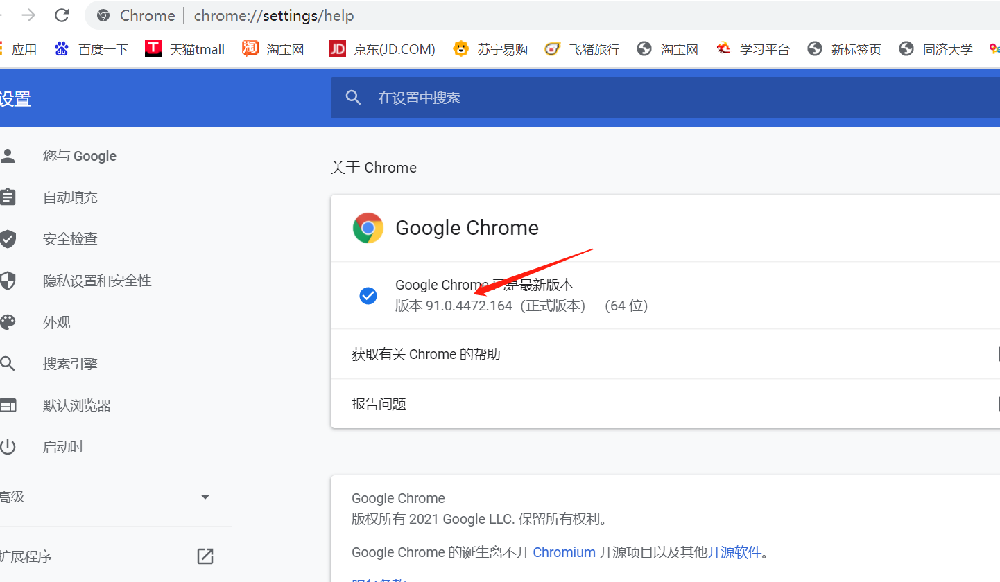 Chrome | chrome://settings/help
应用 百度一下 天猫tmall 淘宝网 京东(JD.COM) 苏宁易购 飞猪旅行 淘宝网 学习平台 新标签页 同济大学
设置
在设置中搜索
您与 Google
自动填充
安全检查
隐私设置和安全性
外观
搜索引擎
默认浏览器
启动时
高级
扩展程序
关于 Chrome
Google Chrome
Google Chrome 已是最新版本
版本 91.0.4472.164（正式版本） （64 位）
获取有关 Chrome 的帮助
报告问题
Google Chrome
版权所有 2021 Google LLC. 保留所有权利。
Google Chrome 的诞生离不开 Chromium 开源项目以及其他开源软件。